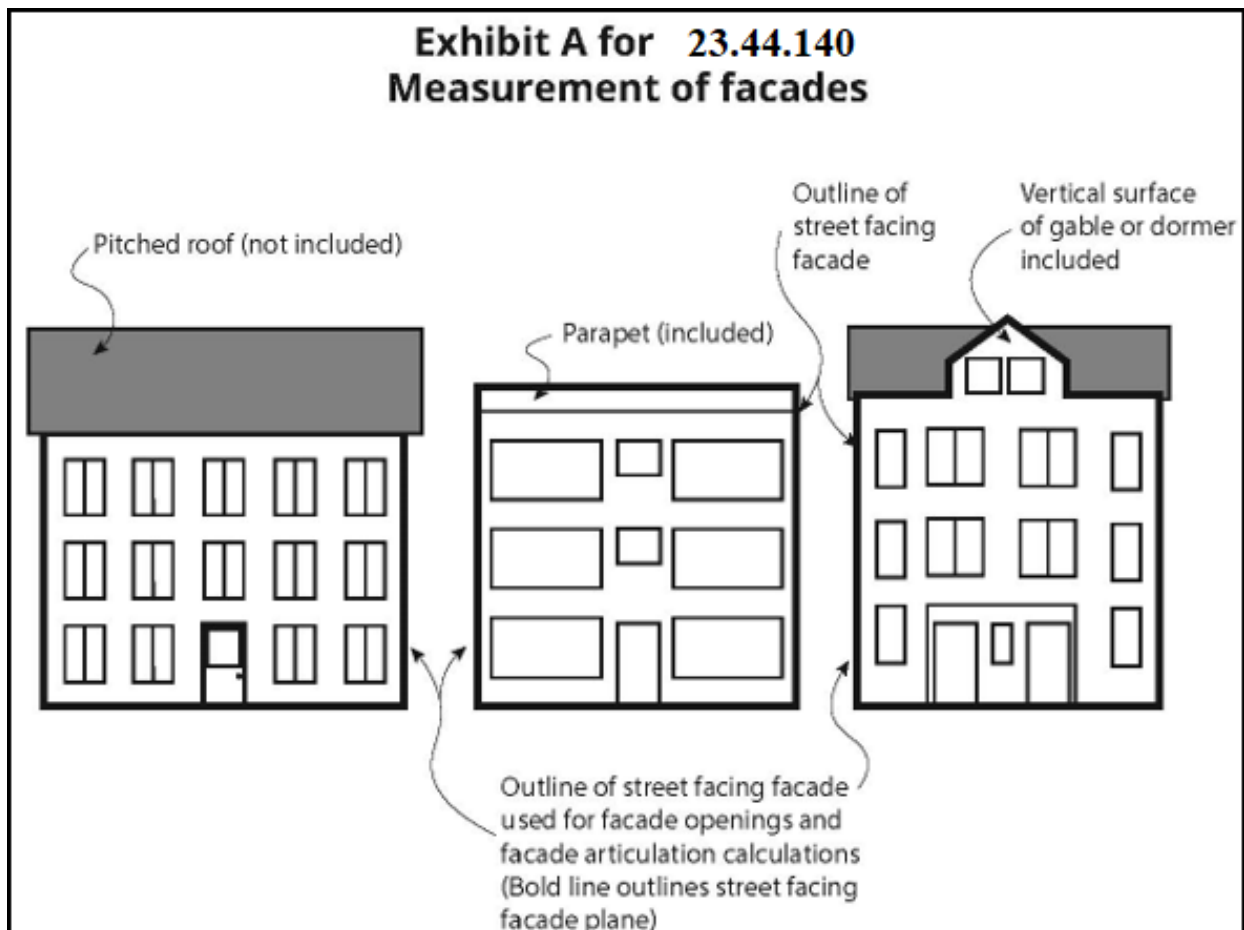 Exhibit A for 23.44.140
Measurement of facades
Pitched roof (not included)
Parapet (included)
Outline of
street facing
facade
Vertical surface
of gable or dormer
included
Outline of street facing facade
used for facade openings and
facade articulation calculations
(Bold line outlines street facing
facade plane)